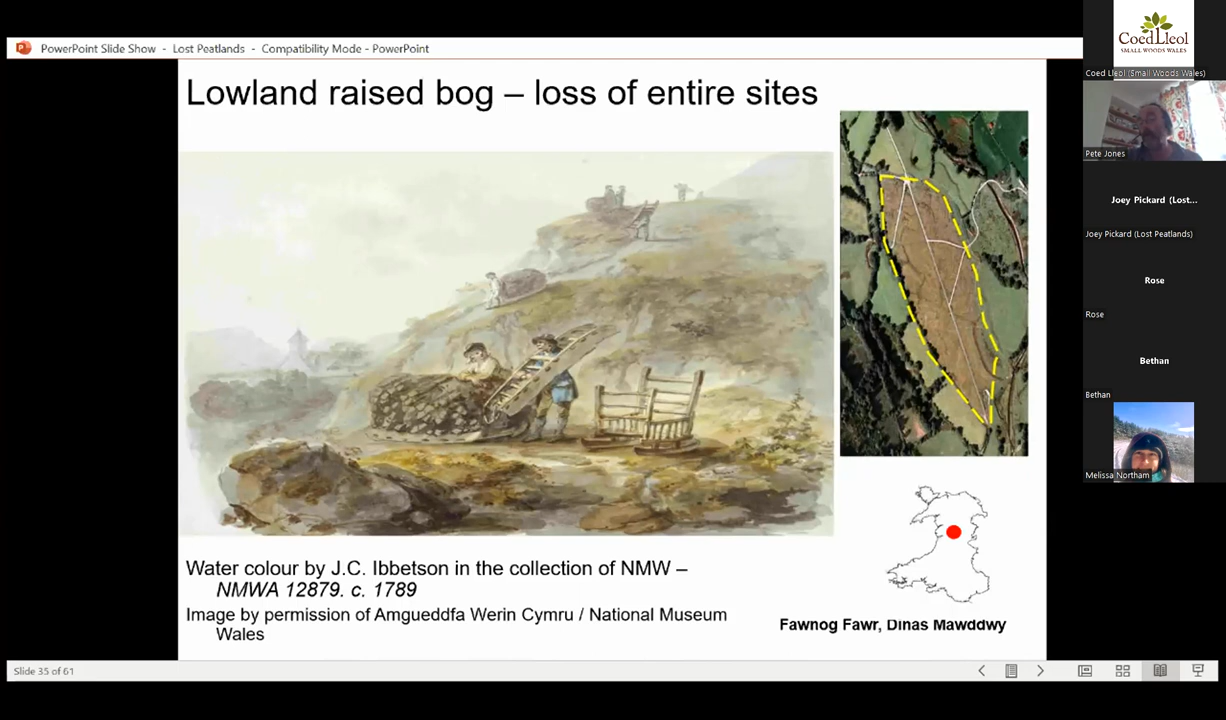 PowerPoint Slide Show - Lost Peatlands - Compatibility Mode - PowerPoint
Lowland raised bog – loss of entire sites
Water colour by J.C. Ibbetson in the collection of NMW –
NMWA 12879. c. 1789
Image by permission of Amgueddfa Werin Cymru / National Museum
Wales
Fawnog Fawr, Dinas Mawddwy
Slide 35 of 61
Coed Lleol
SMALL WOODS WALES
Coed Lleol (Small Woods Wales)
Pete Jones
Joey Pickard (Lost...
Joey Pickard (Lost Peatlands)
Rose
Rose
Bethan
Bethan
Melissa Northam